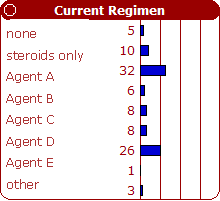 Current Regimen
none 5
steroids only 10
Agent A 32
Agent B 6
Agent C 8
Agent D 8
Agent E 26
other 1
3